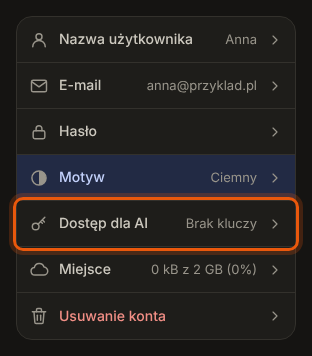 Nazwa użytkownika Anna
E-mail anna@przyklad.pl
Hasło
Motyw Ciemny
Dostęp dla AI Brak kluczy
Miejsce 0 kB z 2 GB (0%)
Usuwanie konta